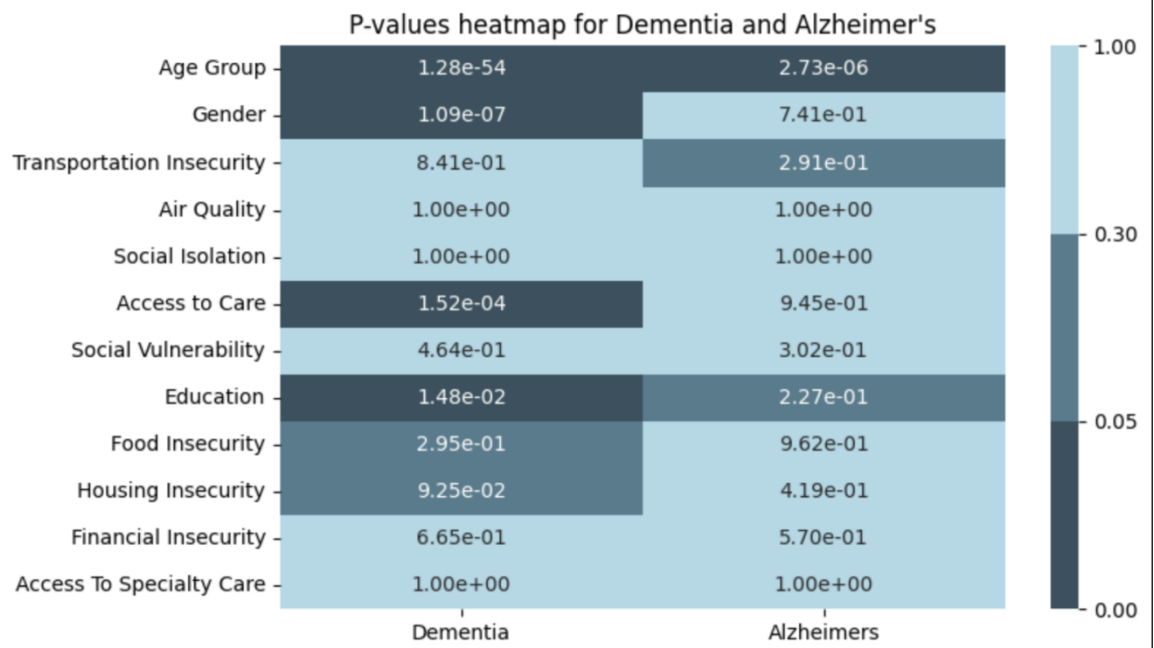 P-values heatmap for Dementia and Alzheimer's
Age Group 1.28e-54 2.73e-06
Gender 1.09e-07 7.41e-01
Transportation Insecurity 8.41e-01 2.91e-01
Air Quality 1.00e+00 1.00e+00
Social Isolation 1.00e+00 1.00e+00
Access to Care 1.52e-04 9.45e-01
Social Vulnerability 4.64e-01 3.02e-01
Education 1.48e-02 2.27e-01
Food Insecurity 2.95e-01 9.62e-01
Housing Insecurity 9.25e-02 4.19e-01
Financial Insecurity 6.65e-01 5.70e-01
Access To Specialty Care 1.00e+00 1.00e+00
Dementia Alzheimers
1.00
0.30
0.05
0.00